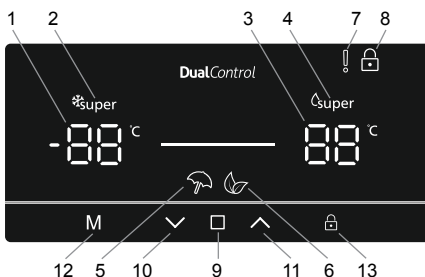 1 2 3 4 7 8
DualControl
super super
-88 °C 88 °C
M
12 5 10 9 11 6 13